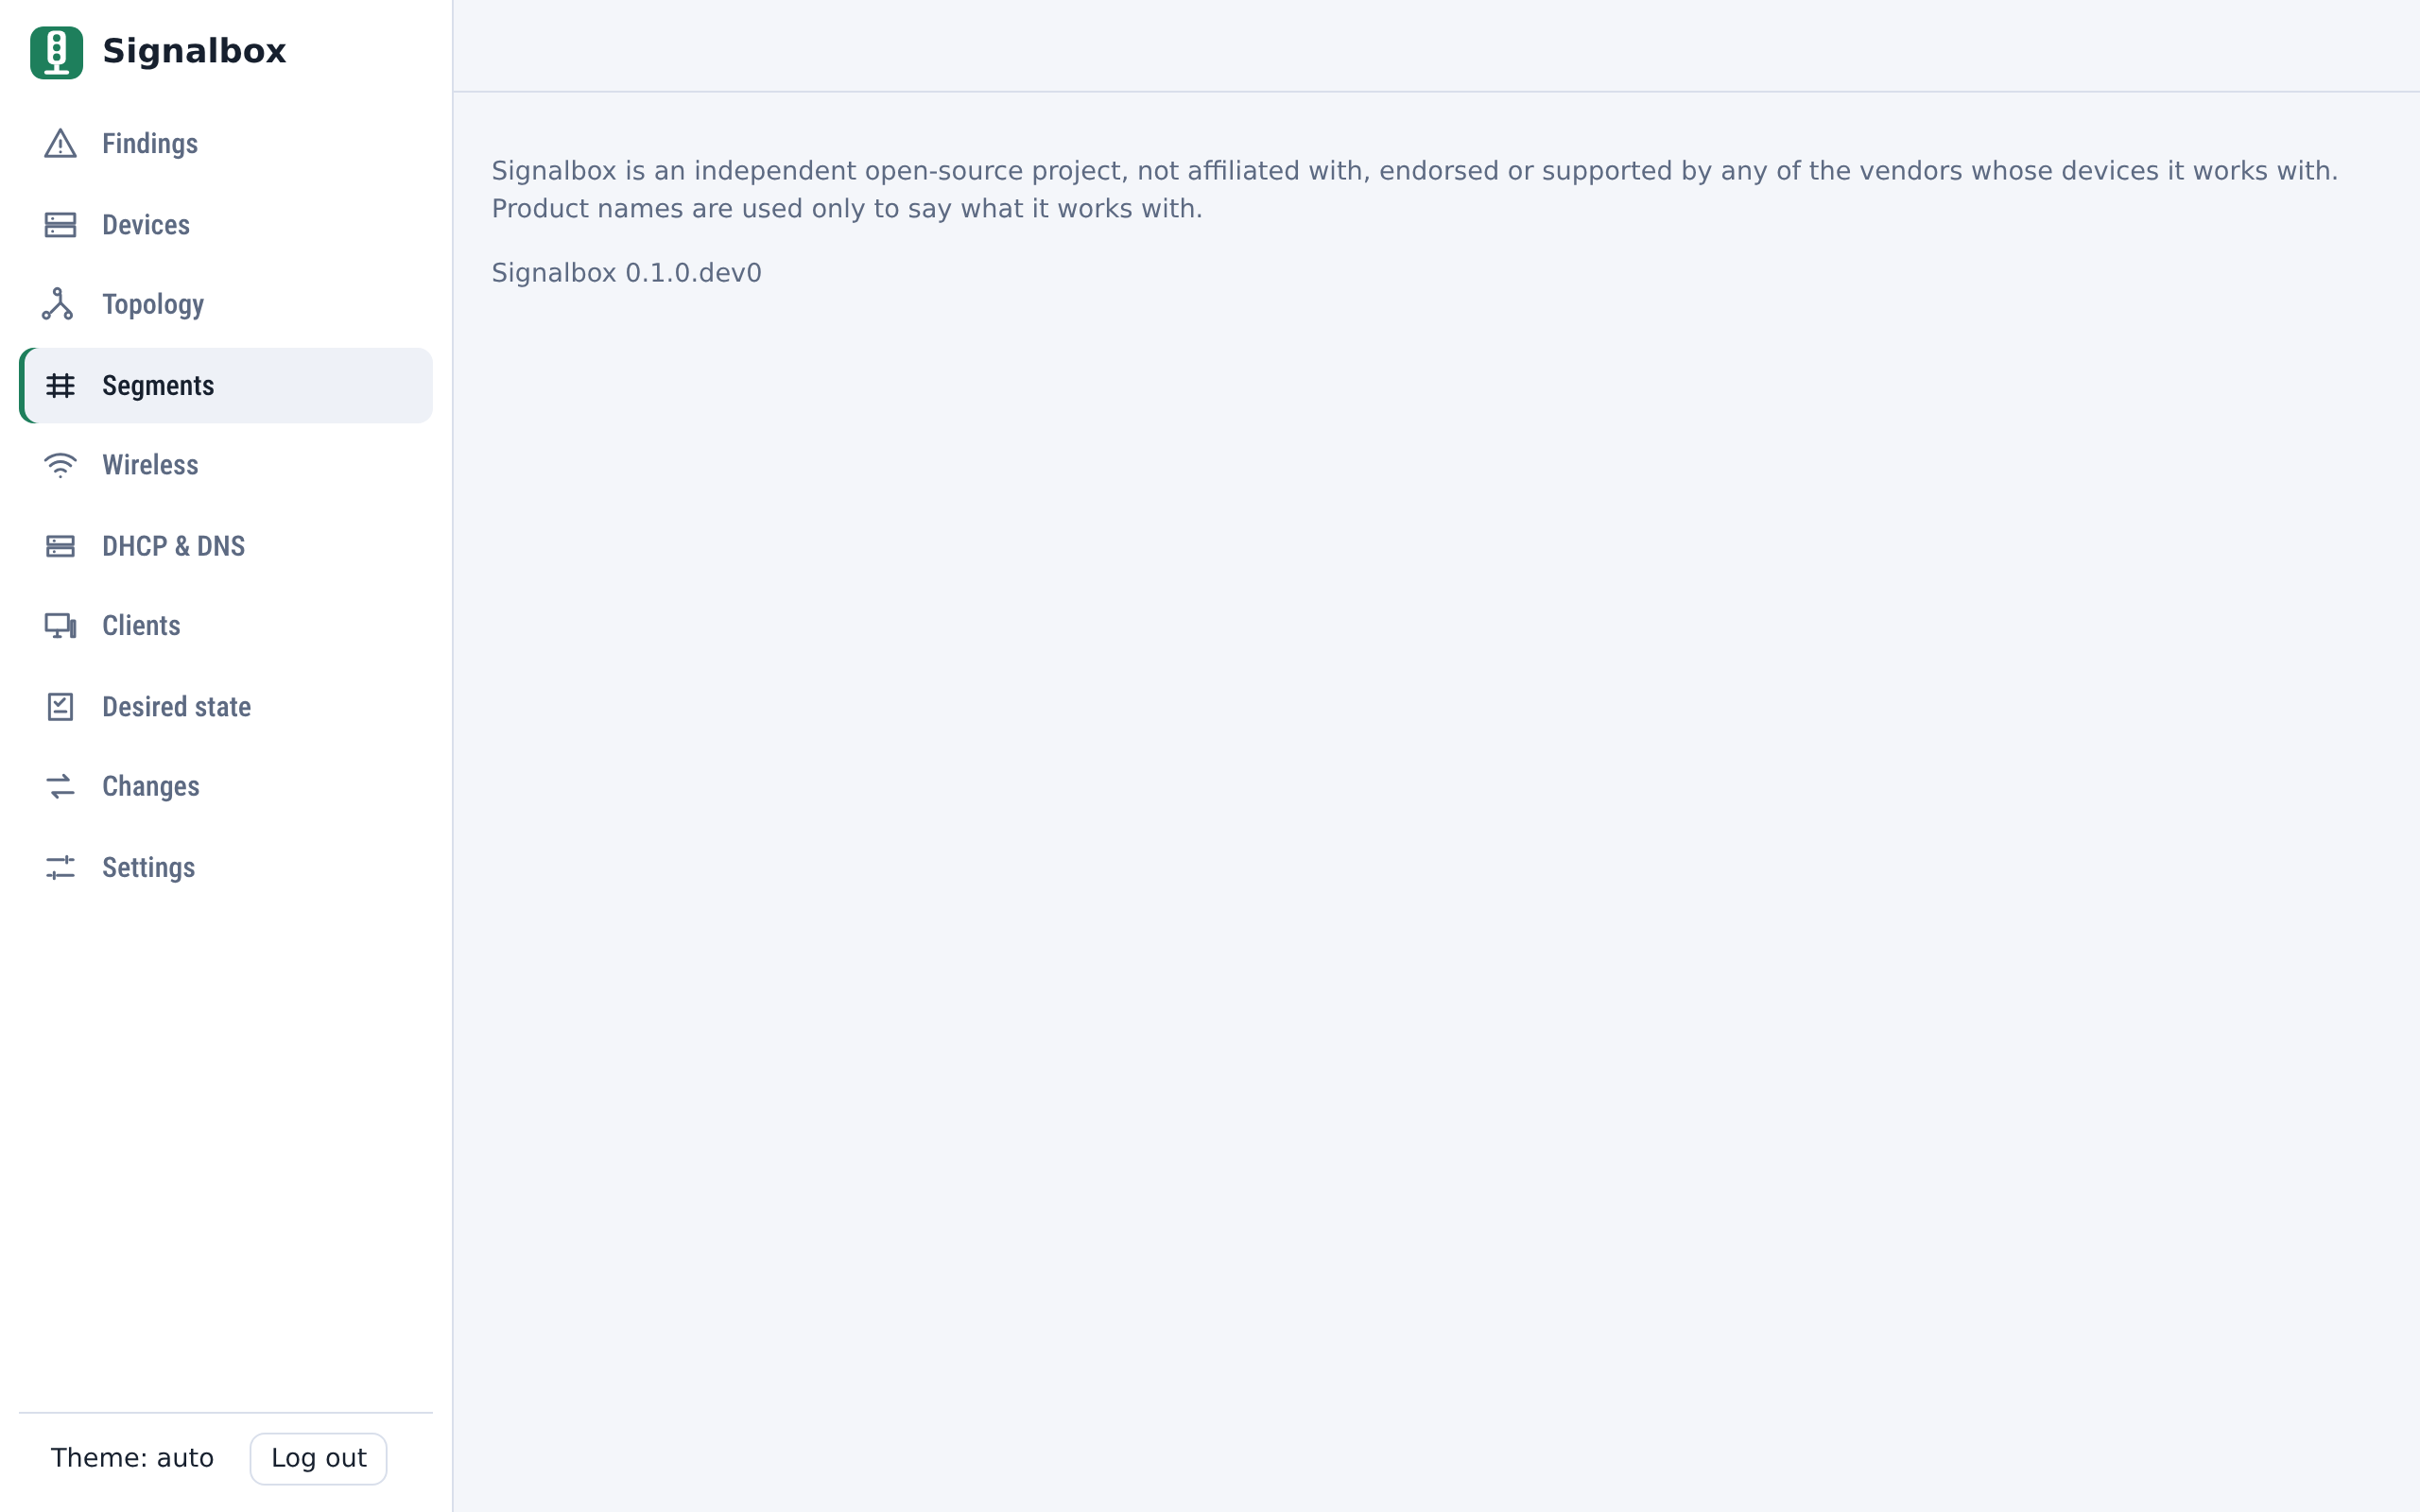 Signalbox
Findings
Devices
Topology
Segments
Wireless
DHCP & DNS
Clients
Desired state
Changes
Settings
Theme: auto
Log out
Signalbox is an independent open-source project, not affiliated with, endorsed or supported by any of the vendors whose devices it works with.
Product names are used only to say what it works with.
Signalbox 0.1.0.dev0